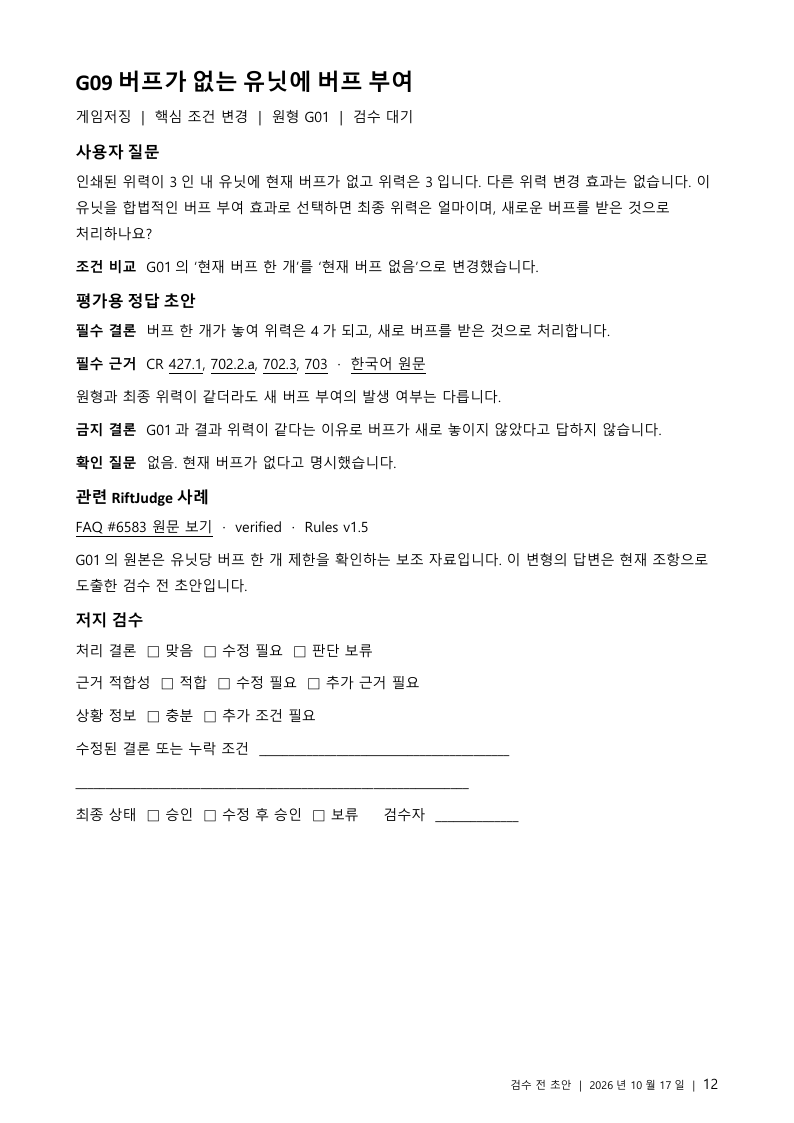 G09 버프가 없는 유닛에 버프 부여
게임저징 | 핵심 조건 변경 | 원형 G01 | 검수 대기
사용자 질문
인쇄된 위력이 3 인 내 유닛에 현재 버프가 없고 위력은 3 입니다. 다른 위력 변경 효과는 없습니다. 이
유닛을 합법적인 버프 부여 효과로 선택하면 최종 위력은 얼마이며, 새로운 버프를 받은 것으로
처리하나요?
조건 비교 G01 의 '현재 버프 한 개'를 '현재 버프 없음'으로 변경했습니다.
평가용 정답 초안
필수 결론 버프 한 개가 놓여 위력은 4 가 되고, 새로 버프를 받은 것으로 처리합니다.
필수 근거 CR 427.1, 702.2.a, 702.3, 703 · 한국어 원문
원형과 최종 위력이 같더라도 새 버프 부여의 발생 여부는 다릅니다.
금지 결론 G01 과 결과 위력이 같다는 이유로 버프가 새로 놓이지 않았다고 답하지 않습니다.
확인 질문 없음. 현재 버프가 없다고 명시했습니다.
관련 RiftJudge 사례
FAQ #6583 원문 보기 · verified · Rules v1.5
G01 의 원본은 유닛당 버프 한 개 제한을 확인하는 보조 자료입니다. 이 변형의 답변은 현재 조항으로
도출한 검수 전 초안입니다.
저지 검수
처리 결론 □ 맞음 □ 수정 필요 □ 판단 보류
근거 적합성 □ 적합 □ 수정 필요 □ 추가 근거 필요
상황 정보 □ 충분 □ 추가 조건 필요
수정된 결론 또는 누락 조건 ____________________________________
_________________________________________________________
최종 상태 □ 승인 □ 수정 후 승인 □ 보류 검수자 ____________
검수 전 초안 | 2026 년 10 월 17 일 | 12